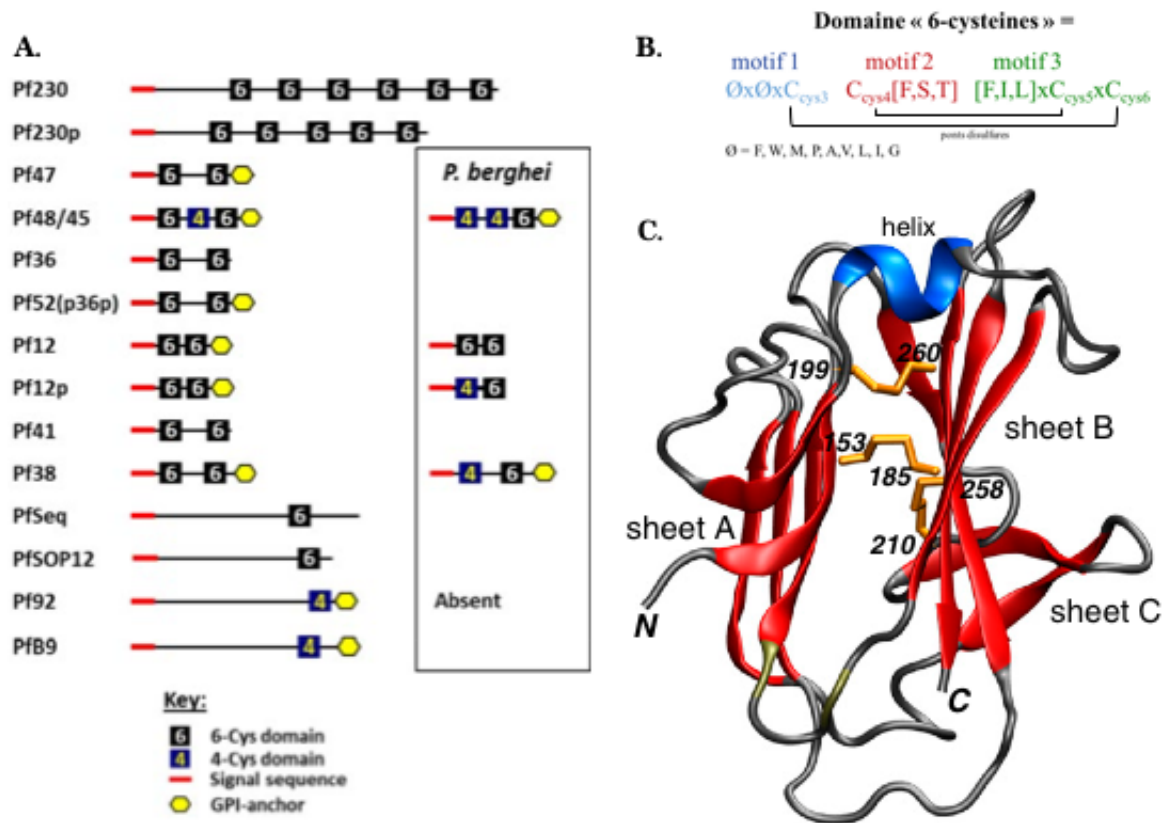 A.
Pf230
6 6 6 6 6 6
Pf230p
6 6 6 6 6
Pf47
6 6
Pf48/45
6 4 6
Pf36
6 6
Pf52(p36p)
6 6
Pf12
6 6
Pf12p
6 6
Pf41
6 6
Pf38
6 6
PfSeq
6
PfSOP12
6
Pf92
4
PfB9
4
P. berghei
4 4 6
6 6
4 6
4 6
Absent
Key:
6 6-Cys domain
4 4-Cys domain
Signal sequence
GPI-anchor
B.
Domaine « 6-cysteines » =
motif 1 motif 2 motif 3
ØxØxCcys3 Ccys4[F,S,T] [F,I,L]xCcys5xCcys6
ponts disulfures
Ø = F, W, M, P, A,V, L, I, G
C.
helix
199
260
153
185
258
210
sheet A
sheet B
sheet C
N
C